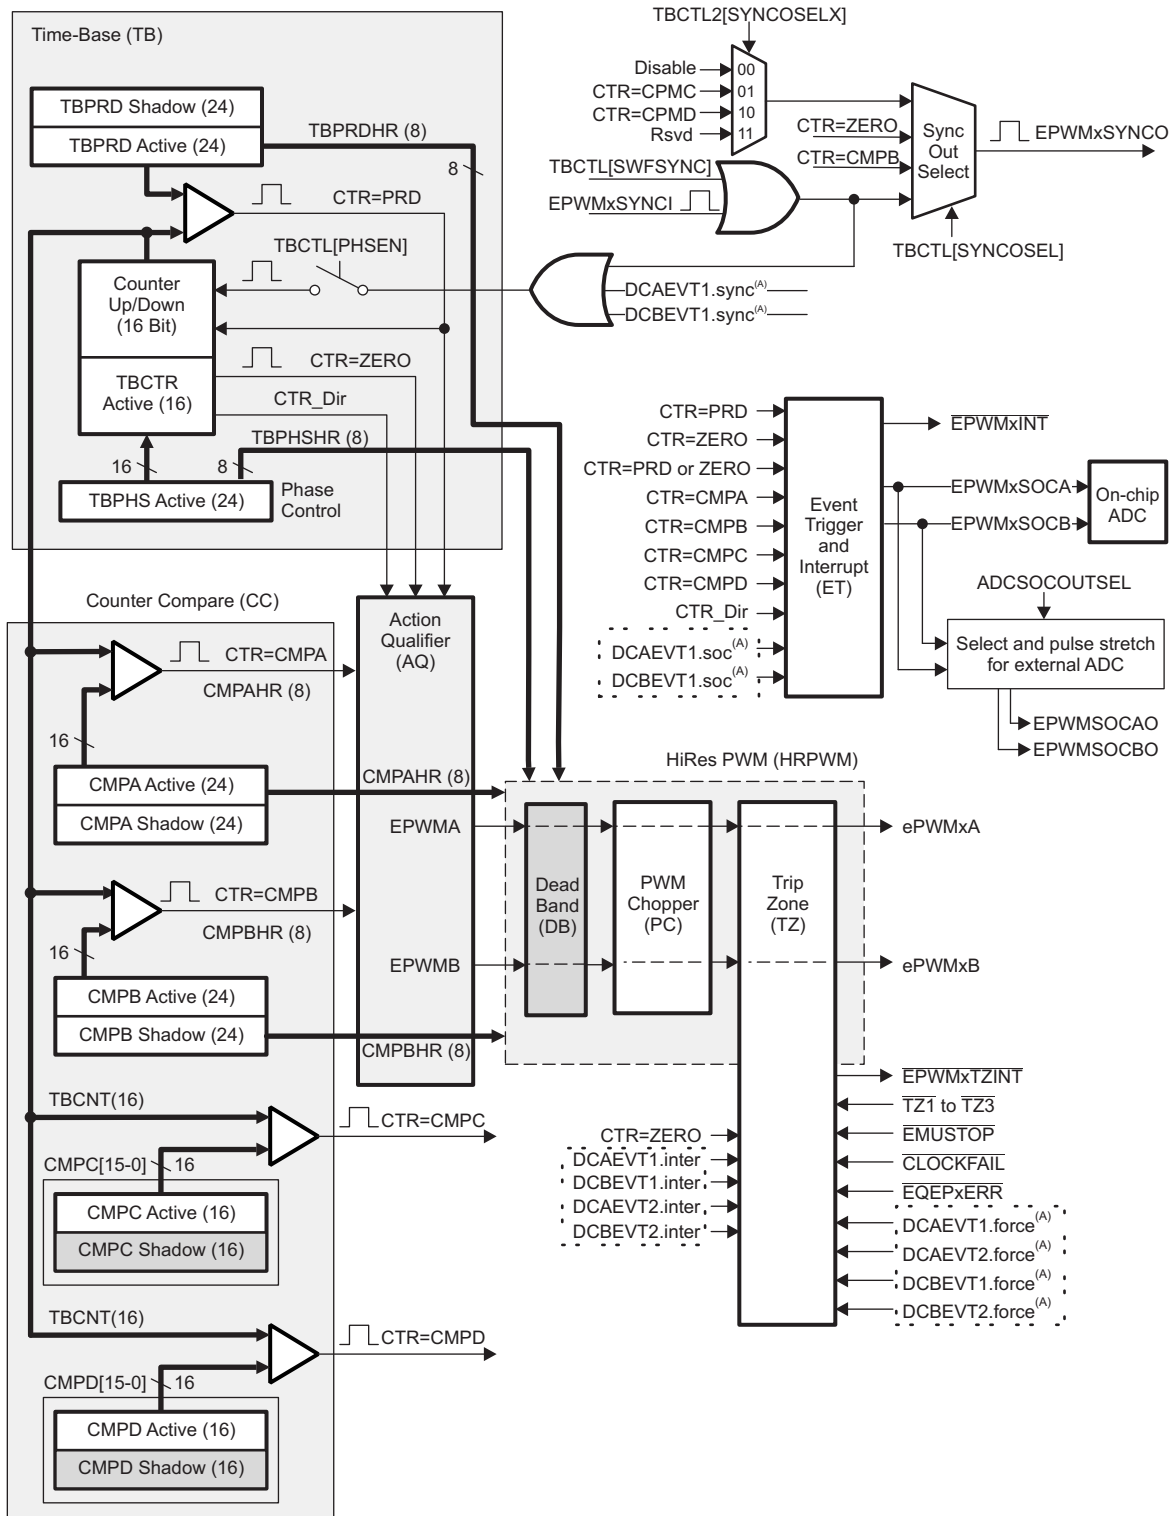 TBCTL2[SYNCOSELX]
Time-Base (TB)
Disable
00
CTR=CPMC
01
CTR=CPMD
10
Rsvd
11
TBPRD Shadow (24)
TBPRD Active (24)
TBPRDHR (8)
8
CTR=ZERO
CTR=CMPB
Sync
Out
Select
EPWMxSYNCO
TBCTL[SWFSYNC]
EPWMxSYNCI
TBCTL[SYNCOSEL]
CTR=PRD
TBCTL[PHSEN]
Counter
Up/Down
(16 Bit)
DCAEVT1.sync(A)
DCBEVT1.sync(A)
CTR=ZERO
TBCTR
Active (16)
CTR_Dir
TBPHSHR (8)
16
8
TBPHS Active (24)
Phase
Control
CTR=PRD
CTR=ZERO
CTR=PRD or ZERO
CTR=CMPA
CTR=CMPB
CTR=CMPC
CTR=CMPD
CTR_Dir
DCAEVT1.soc(A)
DCBEVT1.soc(A)
Event
Trigger
and
Interrupt
(ET)
EPWMxINT
EPWMxSOCA
EPWMxSOCB
On-chip
ADC
ADCSOCOUTSEL
Select and pulse stretch
for external ADC
EPWMSOCAO
EPWMSOCBO
Counter Compare (CC)
Action
Qualifier
(AQ)
CTR=CMPA
CMPAHR (8)
16
CMPA Active (24)
CMPA Shadow (24)
CMPAHR (8)
HiRes PWM (HRPWM)
EPWMA
ePWMxA
CTR=CMPB
CMPBHR (8)
16
Dead
Band
(DB)
PWM
Chopper
(PC)
Trip
Zone
(TZ)
EPWMB
ePWMxB
CMPB Active (24)
CMPB Shadow (24)
CMPBHR (8)
EPWMxTZINT
TZ1 to TZ3
EMUSTOP
CLOCKFAIL
EQEPxERR
DCAEVT1.force(A)
DCAEVT2.force(A)
DCBEVT1.force(A)
DCBEVT2.force(A)
CTR=ZERO
DCAEVT1.inter
DCBEVT1.inter
DCAEVT2.inter
DCBEVT2.inter
TBCNT(16)
CTR=CMPC
CMPC[15-0]
16
CMPC Active (16)
CMPC Shadow (16)
TBCNT(16)
CTR=CMPD
CMPD[15-0]
16
CMPD Active (16)
CMPD Shadow (16)